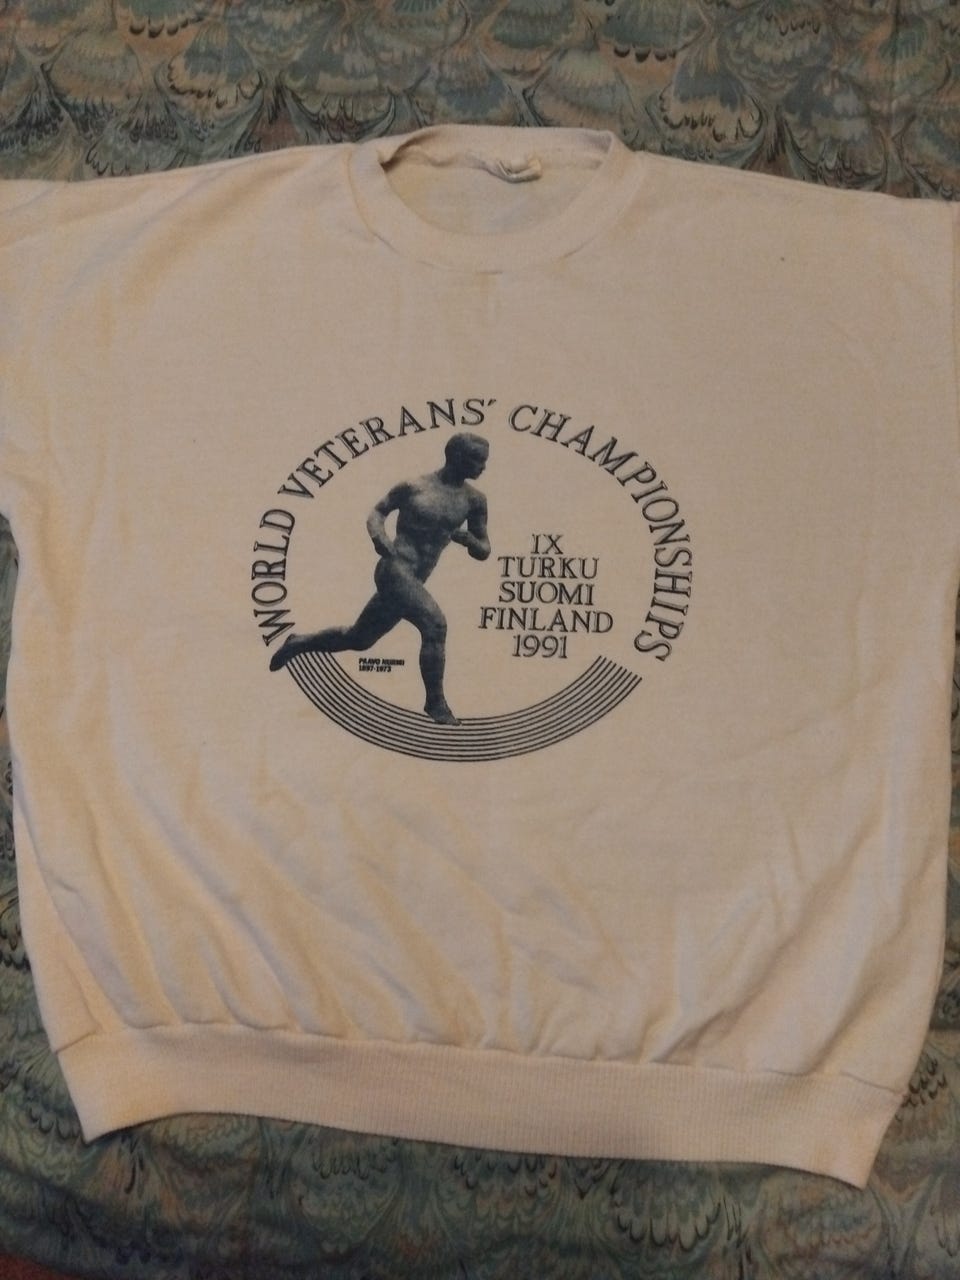 WORLD VETERANS' CHAMPIONSHIPS
IX
TURKU
SUOMI
FINLAND
1991
PAAVO NURMI
1897-1973